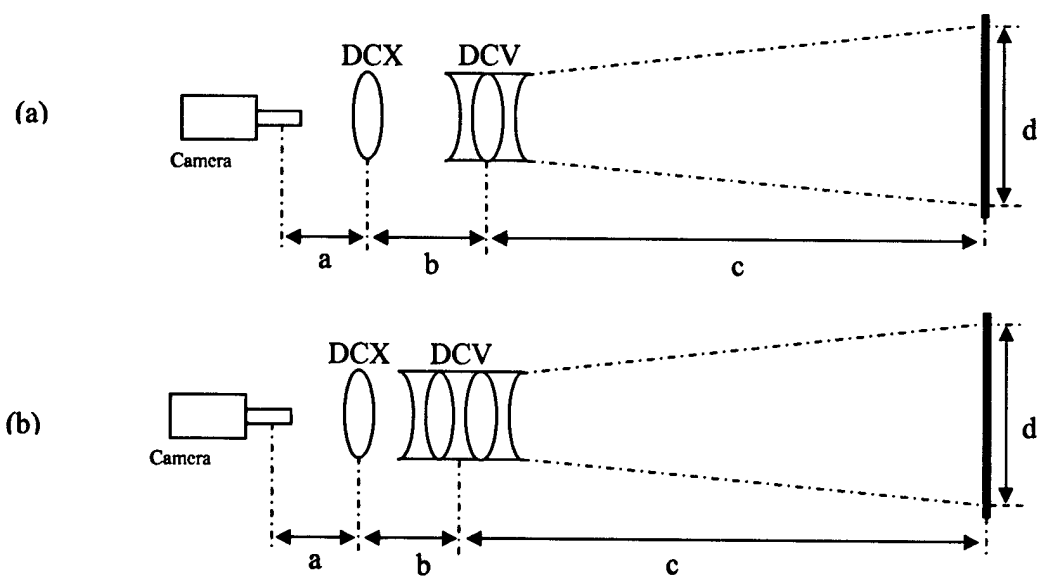 DCX DCV
(a)
d
Camera
a b c
DCX DCV
(b)
d
Camera
a b c